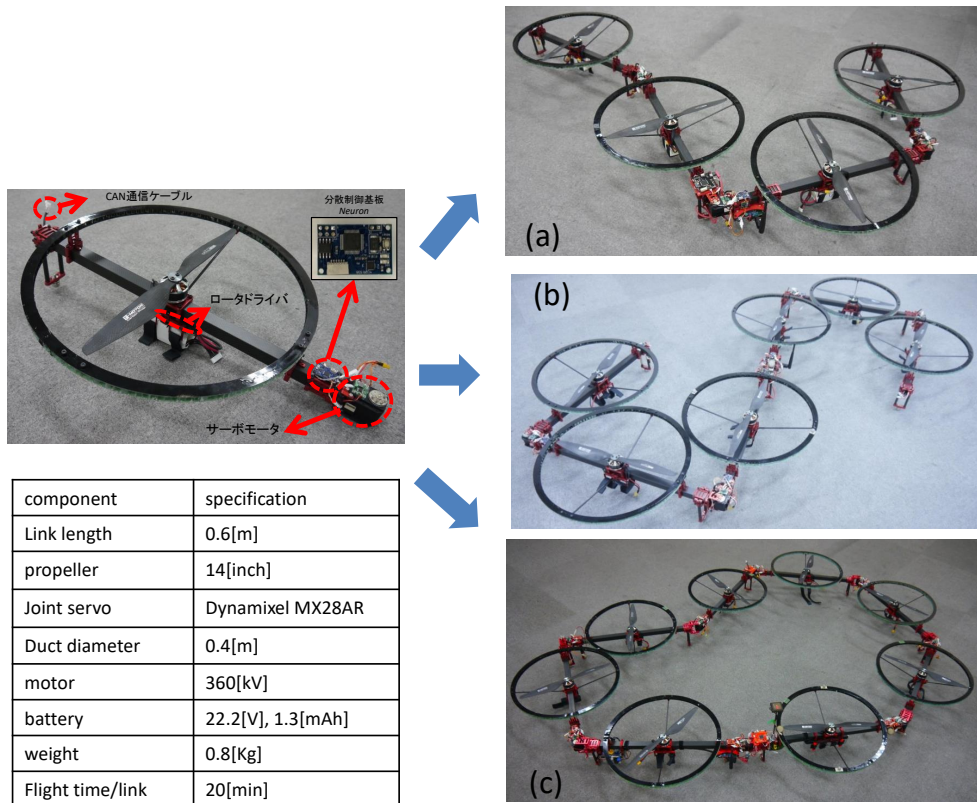 CAN通信ケーブル
分散制御基板
Neuron
ロータドライバ
サーボモータ
component specification
Link length 0.6[m]
propeller 14[inch]
Joint servo Dynamixel MX28AR
Duct diameter 0.4[m]
motor 360[kV]
battery 22.2[V], 1.3[mAh]
weight 0.8[Kg]
Flight time/link 20[min]
(a)
(b)
(c)